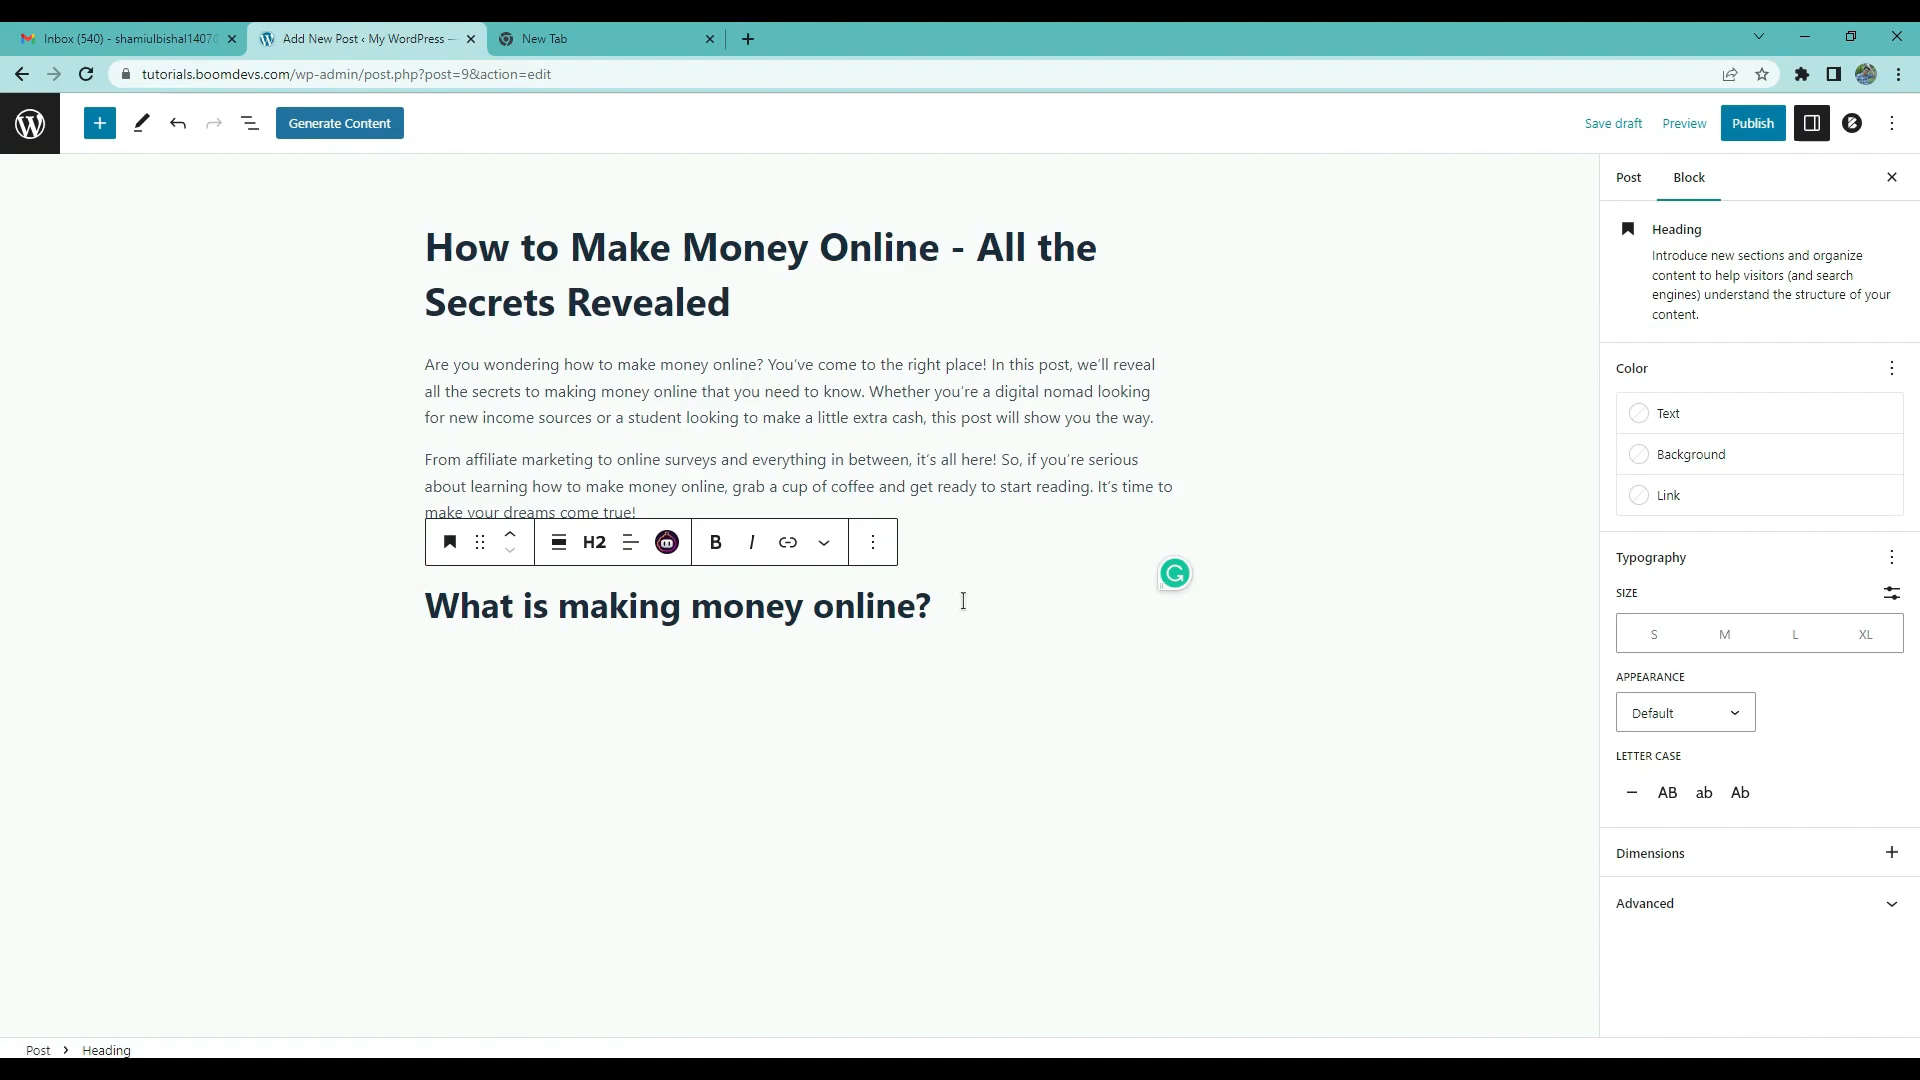 Inbox (540) - shamiulbishal1407
Add New Post ‹ My WordPress —
New Tab
tutorials.boomdevs.com/wp-admin/post.php?post=9&action=edit
Generate Content
Save draft
Preview
Publish
Post
Block
Heading
Introduce new sections and organize
content to help visitors (and search
engines) understand the structure of your
content.
How to Make Money Online - All the
Secrets Revealed
Are you wondering how to make money online? You've come to the right place! In this post, we'll reveal
all the secrets to making money online that you need to know. Whether you're a digital nomad looking
for new income sources or a student looking to make a little extra cash, this post will show you the way.
From affiliate marketing to online surveys and everything in between, it's all here! So, if you're serious
about learning how to make money online, grab a cup of coffee and get ready to start reading. It's time to
make your dreams come true!
H2
B
I
What is making money online?
Color
Text
Background
Link
Typography
SIZE
S M L XL
APPEARANCE
Default
LETTER CASE
— AB ab Ab
Dimensions
Advanced
Post › Heading